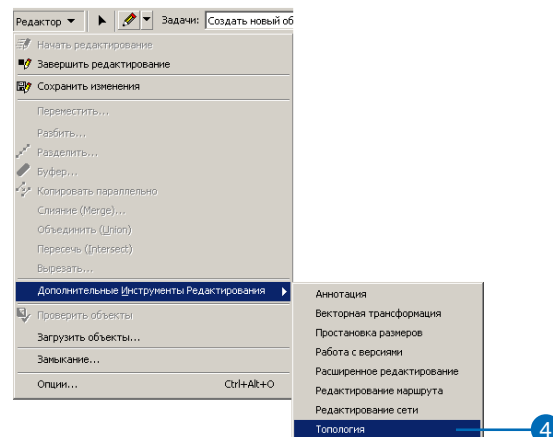 Редактор Задачи: Создать новый об
Начать редактирование
Завершить редактирование
Сохранить изменения
Переместить...
Разбить...
Разделить...
Буфер...
Копировать параллельно
Слияние (Merge)...
Объединить (Union)
Пересечь (Intersect)
Вырезать...
Дополнительные Инструменты Редактирования
Проверить объекты
Загрузить объекты...
Замыкание...
Опции... Ctrl+Alt+O
Аннотация
Векторная трансформация
Простановка размеров
Работа с версиями
Расширенное редактирование
Редактирование маршрута
Редактирование сети
Топология 4